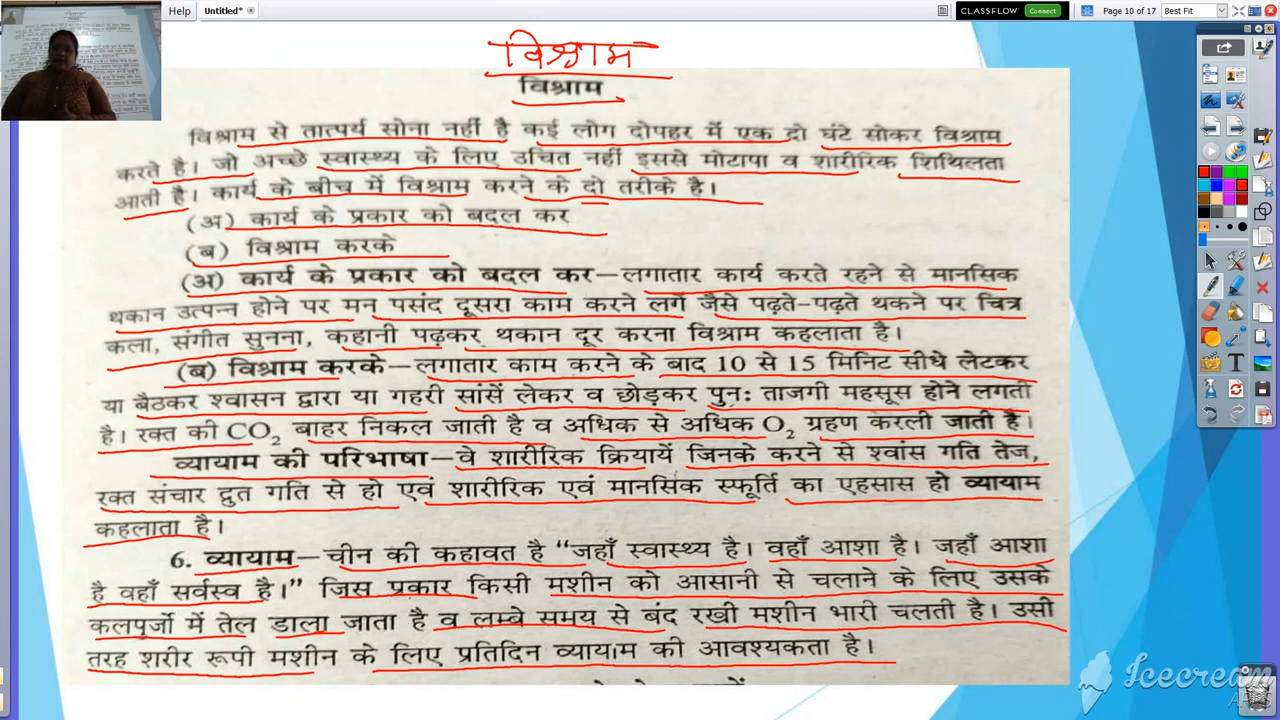 Help Untitled* CLASSFLOW Connect Page 10 of 17 Best Fit
विश्राम
विश्राम
विश्राम से तात्पर्य सोना नहीं है कई लोग दोपहर में एक दो घंटे सोकर विश्राम
करते है। जो अच्छे स्वास्थ्य के लिए उचित नहीं इससे मोटापा व शारीरिक शिथिलता
आती है। कार्य के बीच में विश्राम करने के दो तरीके है।
(अ) कार्य के प्रकार को बदल कर
(ब) विश्राम करके
(अ) कार्य के प्रकार को बदल कर–लगातार कार्य करते रहने से मानसिक
थकान उत्पन्न होने पर मन पसंद दूसरा काम करने लगें जैसे पढ़ते-पढ़ते थकने पर चित्र
कला, संगीत सुनना, कहानी पढ़कर थकान दूर करना विश्राम कहलाता है।
(ब) विश्राम करके–लगातार काम करने के बाद 10 से 15 मिनिट सीधे लेटकर
या बैठकर श्वासन द्वारा या गहरी सांसें लेकर व छोड़कर पुनः ताजगी महसूस होने लगती
है। रक्त की CO₂ बाहर निकल जाती है व अधिक से अधिक O₂ ग्रहण करली जाती है।
व्यायाम की परिभाषा–वे शारीरिक क्रियायें जिनके करने से श्वांस गति तेज,
रक्त संचार द्रुत गति से हो एवं शारीरिक एवं मानसिक स्फूर्ति का एहसास हो व्यायाम
कहलाता है।
6. व्यायाम–चीन की कहावत है "जहाँ स्वास्थ्य है। वहाँ आशा है। जहाँ आशा
है वहाँ सर्वस्व है।" जिस प्रकार किसी मशीन को आसानी से चलाने के लिए उसके
कलपुर्जो में तेल डाला जाता है व लम्बे समय से बंद रखी मशीन भारी चलती है। उसी
तरह शरीर रूपी मशीन के लिए प्रतिदिन व्यायाम की आवश्यकता है।
Icecream
APPS